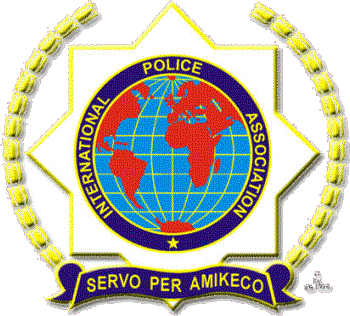 INTERNATIONAL POLICE ASSOCIATION
SERVO PER AMIKECO